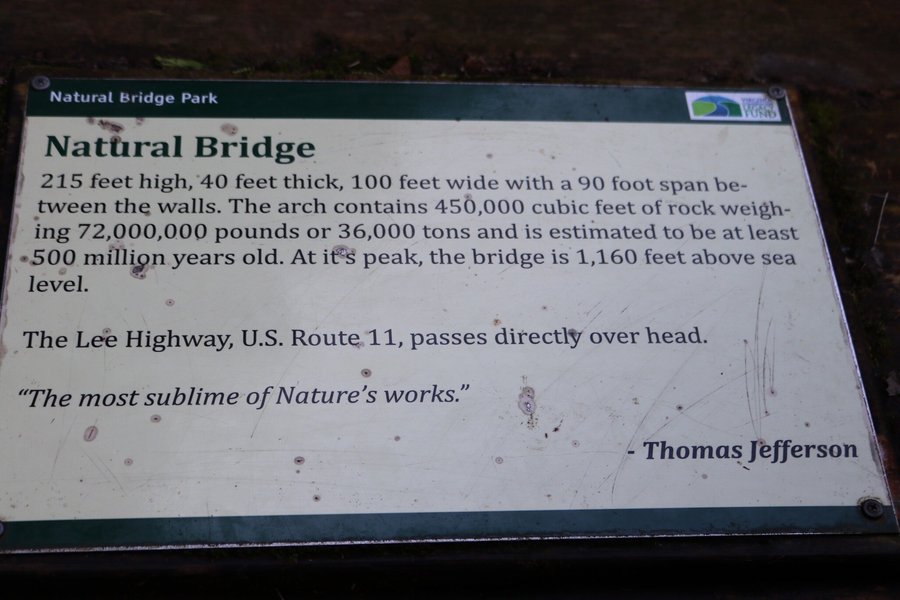 Natural Bridge Park
VIRGINIA
LEGACY
FUND
Natural Bridge
215 feet high, 40 feet thick, 100 feet wide with a 90 foot span be-
tween the walls. The arch contains 450,000 cubic feet of rock weigh-
ing 72,000,000 pounds or 36,000 tons and is estimated to be at least
500 million years old. At it's peak, the bridge is 1,160 feet above sea
level.
The Lee Highway, U.S. Route 11, passes directly over head.
“The most sublime of Nature’s works.”
- Thomas Jefferson